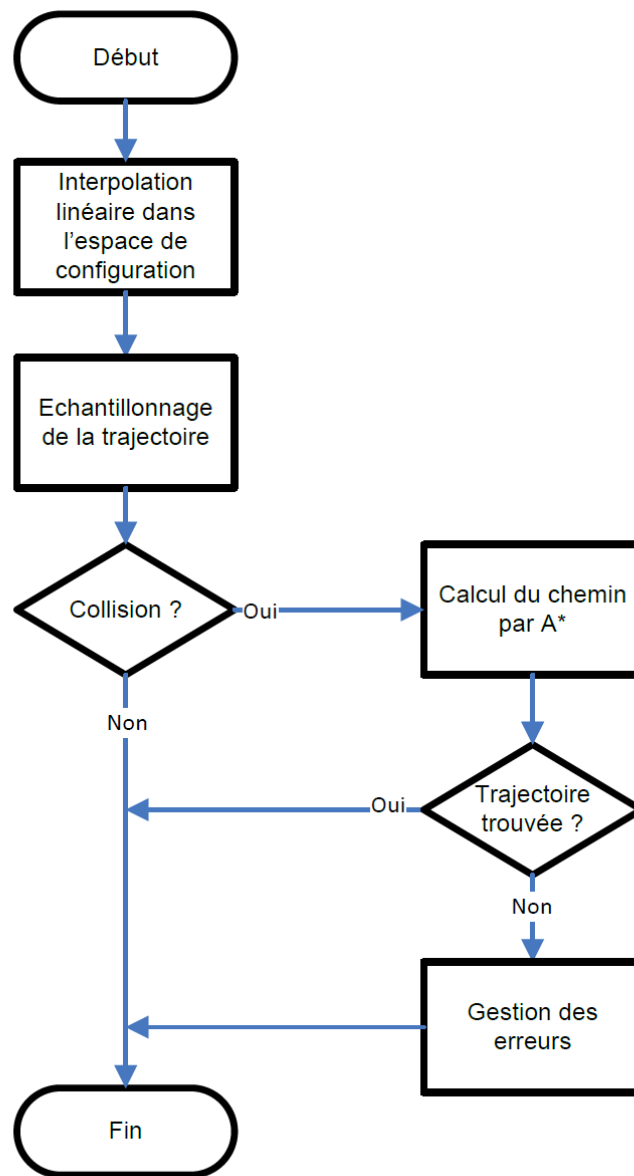 Début
Interpolation
linéaire dans
l'espace de
configuration
Echantillonnage
de la trajectoire
Collision ?
Oui
Calcul du chemin
par A*
Non
Oui
Trajectoire
trouvée ?
Non
Gestion des
erreurs
Fin